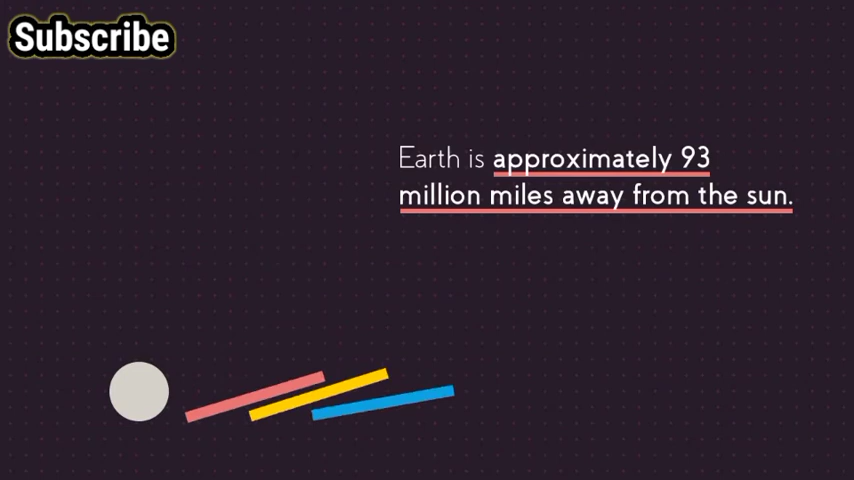 Subscribe
Earth is approximately 93
million miles away from the sun.